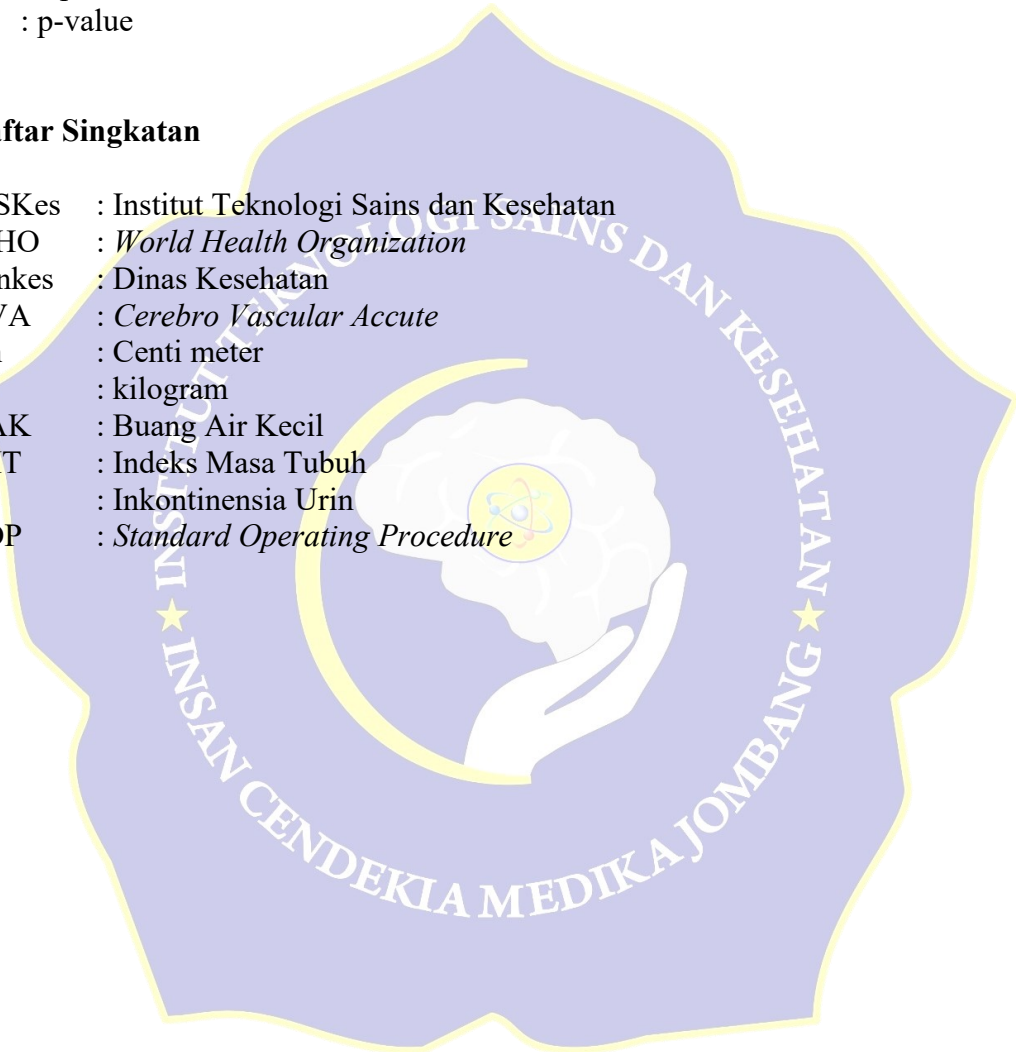 : p-value
ftar Singkatan
SKes : Institut Teknologi Sains dan Kesehatan
HO : World Health Organization
nkes : Dinas Kesehatan
VA : Cerebro Vascular Accute
: Centi meter
: kilogram
AK : Buang Air Kecil
IT : Indeks Masa Tubuh
: Inkontinensia Urin
OP : Standard Operating Procedure
INSTITUT TEKNOLOGI SAINS DAN KESEHATAN
INSAN CENDEKIA MEDIKA JOMBANG